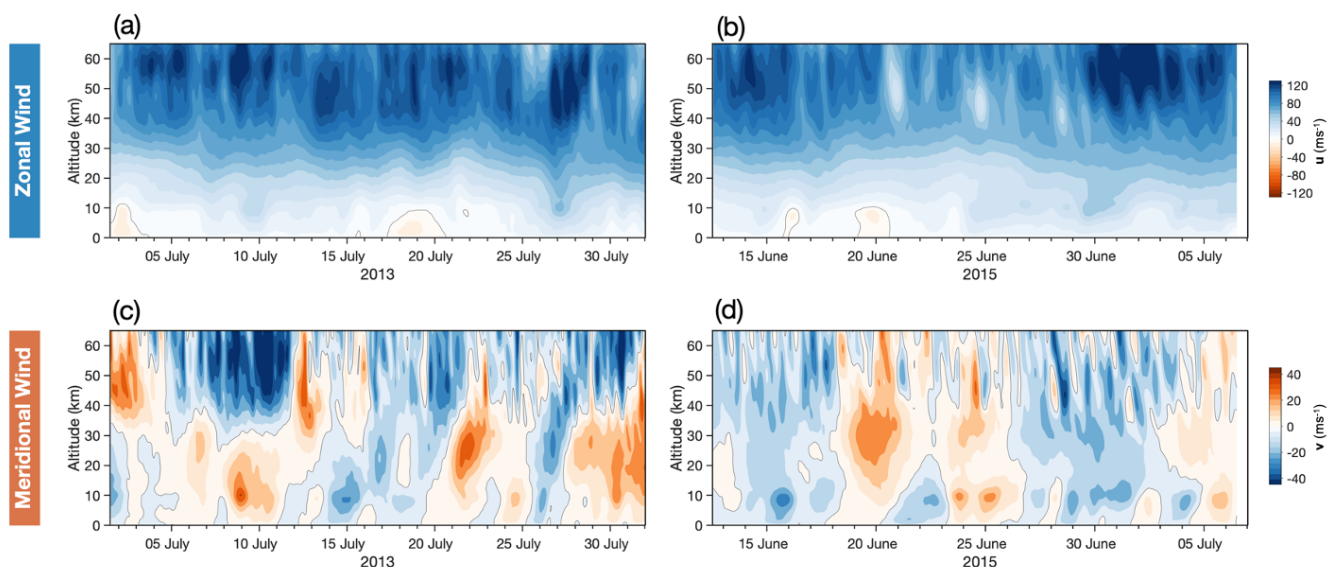 (a)
(b)
Zonal Wind
Altitude (km)
60
50
40
30
20
10
0
05 July
10 July
15 July
20 July
25 July
30 July
2013
Altitude (km)
60
50
40
30
20
10
0
15 June
20 June
25 June
30 June
05 July
2015
120
80
40
0
-40
-80
-120
u (ms⁻¹)
(c)
(d)
Meridional Wind
Altitude (km)
60
50
40
30
20
10
0
05 July
10 July
15 July
20 July
25 July
30 July
2013
Altitude (km)
60
50
40
30
20
10
0
15 June
20 June
25 June
30 June
05 July
2015
40
20
0
-20
-40
v (ms⁻¹)